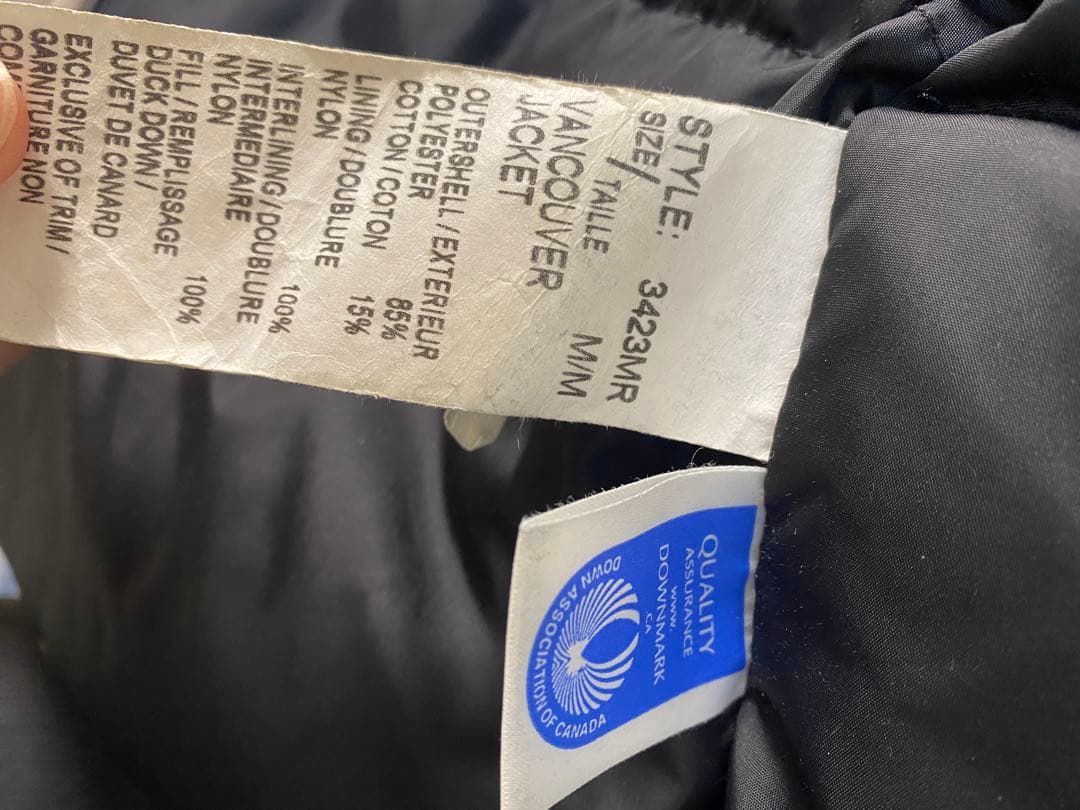 STYLE: 3423MR
SIZE/ TAILLE M/M
VANCOUVER
JACKET
OUTERSHELL / EXTERIEUR
POLYESTER 85%
COTTON / COTON 15%
LINING / DOUBLURE
NYLON 100%
INTERLINING / DOUBLURE
INTERMEDIAIRE
NYLON 100%
FILL / REMPLISSAGE
DUCK DOWN /
DUVET DE CANARD
EXCLUSIVE OF TRIM /
GARNITURE NON
QUALITY
ASSURANCE
WWW
DOWNMARK
.CA
DOWN ASSOCIATION OF CANADA